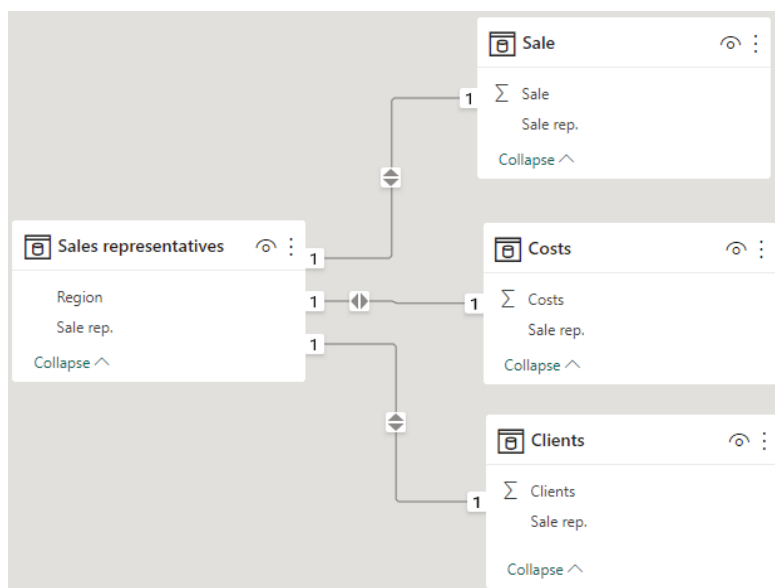 Sale
Σ Sale
Sale rep.
Collapse
1
Sales representatives
1
Region
1
Sale rep.
1
Collapse
Costs
1
Σ Costs
Sale rep.
Collapse
Clients
1
Σ Clients
Sale rep.
Collapse